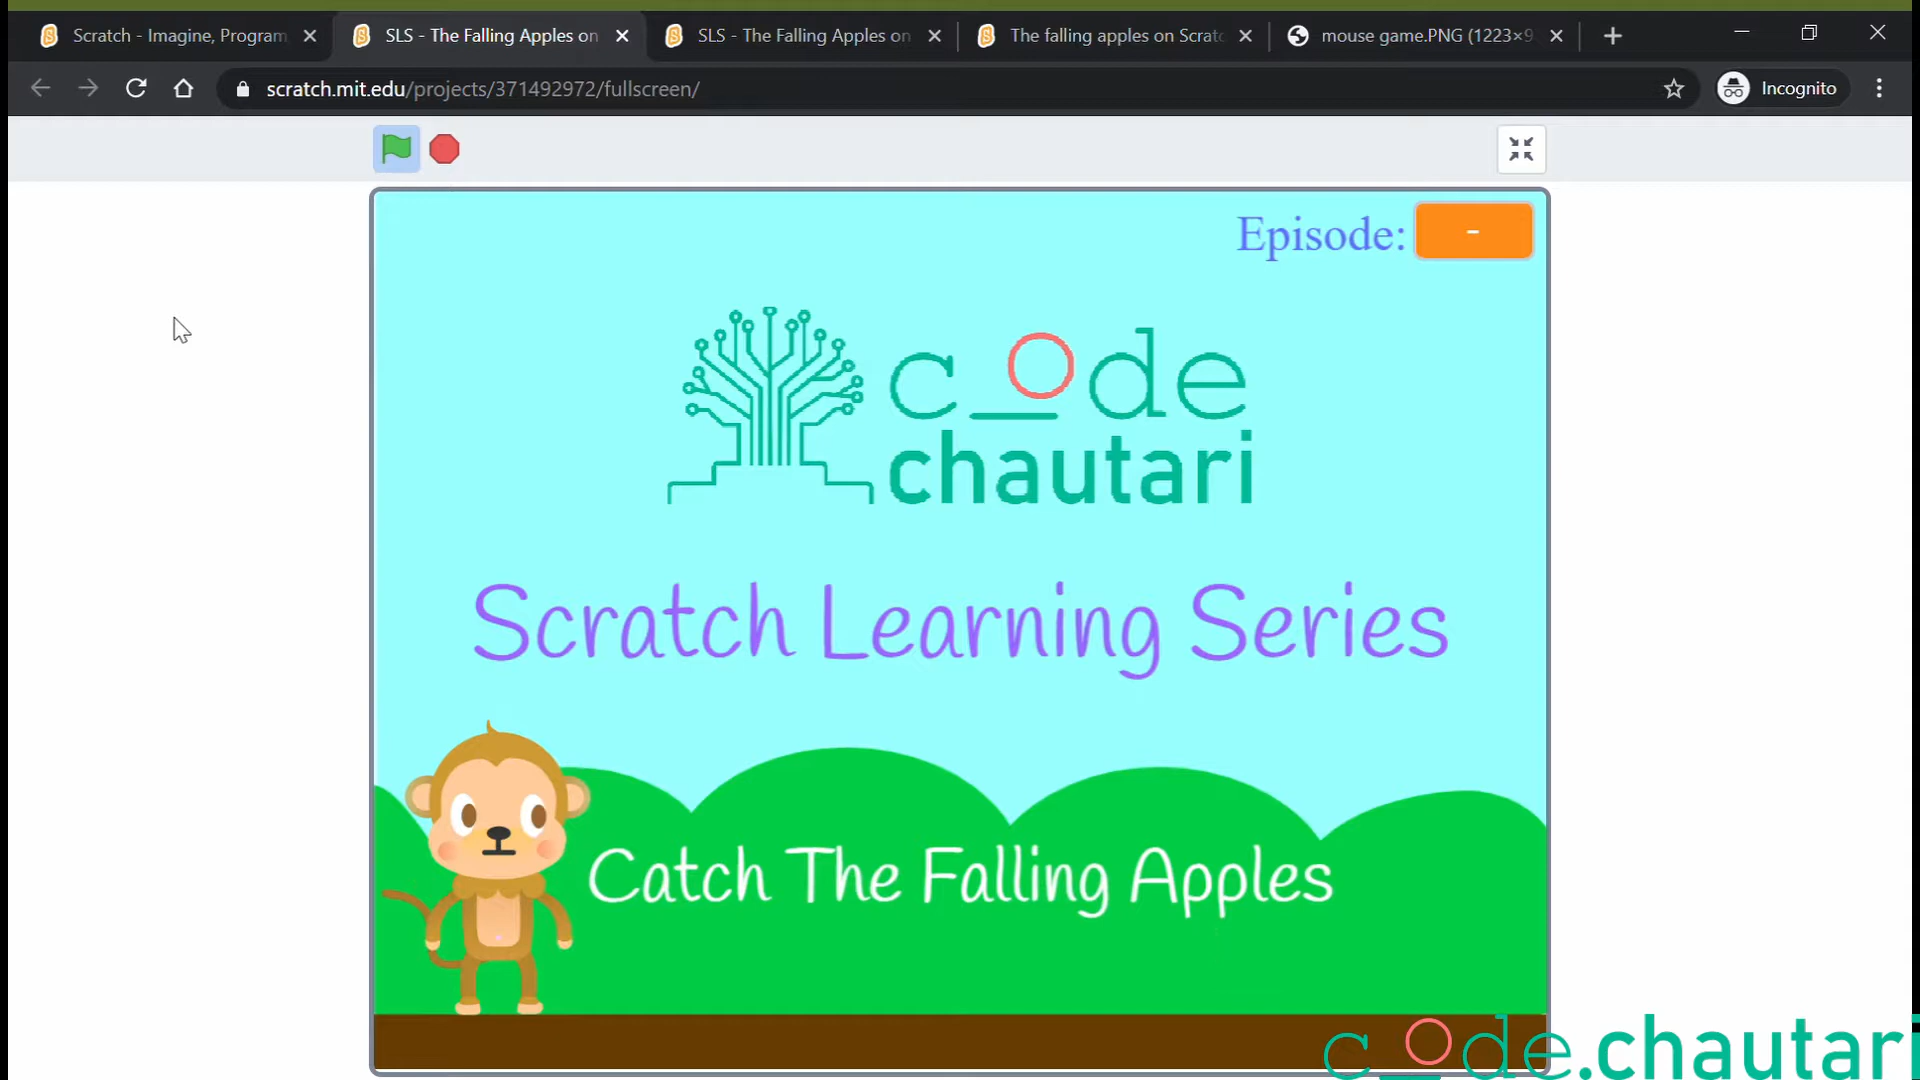 Scratch - Imagine, Program
SLS - The Falling Apples on
SLS - The Falling Apples on
The falling apples on Scratc
mouse game.PNG (1223×9
scratch.mit.edu/projects/371492972/fullscreen/
Incognito
Episode: -
c_ode
chautari
Scratch Learning Series
Catch The Falling Apples
c_ode.chautari